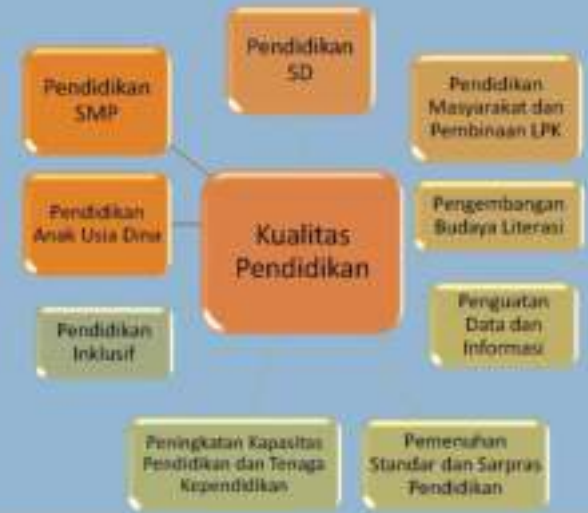 Pendidikan
SD
Pendidikan
SMP
Pendidikan
Masyarakat dan
Pembinaan LPK
Pendidikan
Anak Usia Dina
Kualitas
Pendidikan
Pengembangan
Budaya Literasi
Penguatan
Data dan
Informasi
Pendidikan
Inklusif
Peningkatan Kapasitas
Pendidikan dan Tenaga
Kependidikan
Pemenuhan
Standar dan Sarpras
Pendidikan